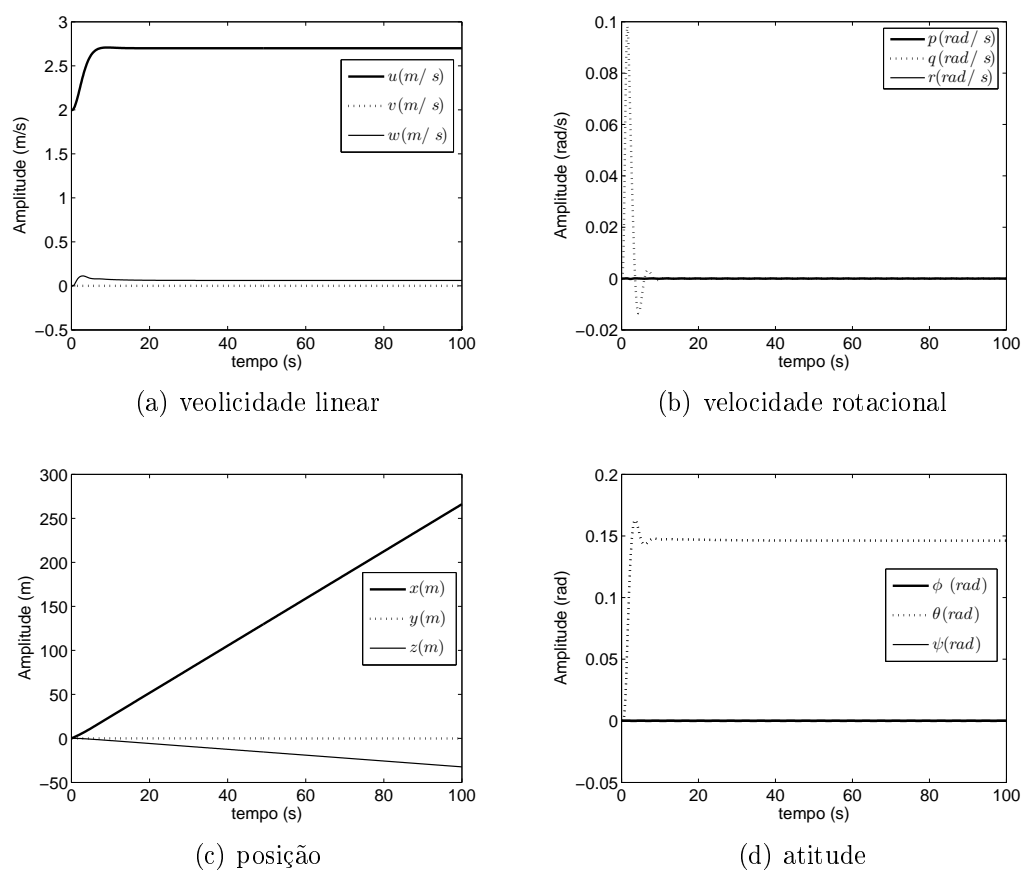 3
2.5
2
1.5
1
0.5
0
−0.5
0 20 40 60 80 100
Amplitude (m/s)
tempo (s)
u(m/ s)
v(m/ s)
w(m/ s)
(a) veolicidade linear
0.1
0.08
0.06
0.04
0.02
0
−0.02
0 20 40 60 80 100
Amplitude (rad/s)
tempo (s)
p(rad/ s)
q(rad/ s)
r(rad/ s)
(b) velocidade rotacional
300
250
200
150
100
50
0
−50
0 20 40 60 80 100
Amplitude (m)
tempo (s)
x(m)
y(m)
z(m)
(c) posição
0.2
0.15
0.1
0.05
0
−0.05
0 20 40 60 80 100
Amplitude (rad)
tempo (s)
ϕ (rad)
θ(rad)
ψ(rad)
(d) atitude